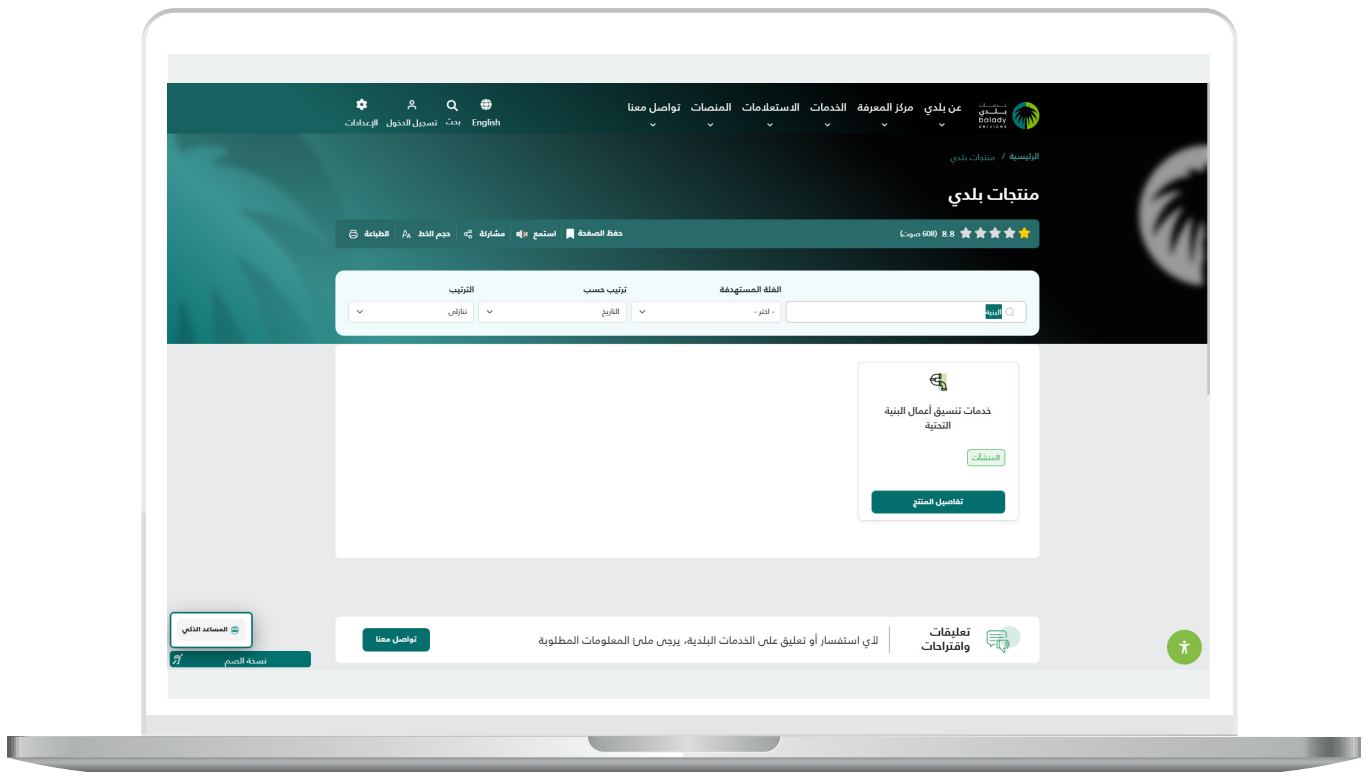 خدمات
بلدي
balady
services
عن بلدي مركز المعرفة الخدمات الاستعلامات المنصات تواصل معنا
English بحث تسجيل الدخول الإعدادات
الرئيسية / منتجات بلدي
منتجات بلدي
8.8 (608 صوت)
حفظ الصفحة استمع مشاركة حجم الخط الطباعة
الفئة المستهدفة ترتيب حسب الترتيب
البنية - اختر - التاريخ تنازلى
خدمات تنسيق أعمال البنية
التحتية
المنشآت
تفاصيل المنتج
تعليقات
واقتراحات
لأي استفسار أو تعليق على الخدمات البلدية، يرجى ملئ المعلومات المطلوبة
تواصل معنا
المساعد الذكي
نسخة الصم